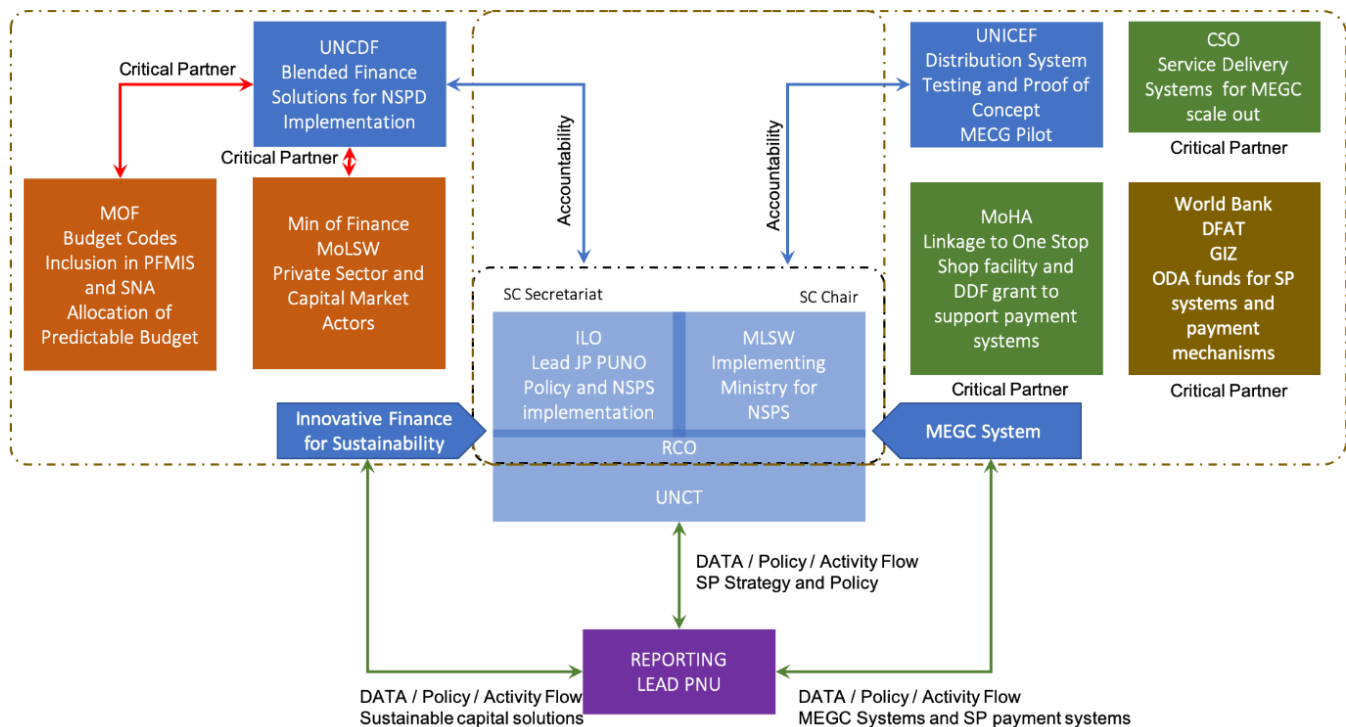 UNCDF
Blended Finance
Solutions for NSPD
Implementation
Critical Partner
Critical Partner
MOF
Budget Codes
Inclusion in PFMIS
and SNA
Allocation of
Predictable Budget
Min of Finance
MoLSW
Private Sector and
Capital Market
Actors
Accountability
Accountability
UNICEF
Distribution System
Testing and Proof of
Concept
MECG Pilot
CSO
Service Delivery
Systems for MEGC
scale out
Critical Partner
MoHA
Linkage to One Stop
Shop facility and
DDF grant to
support payment
systems
Critical Partner
World Bank
DFAT
GIZ
ODA funds for SP
systems and
payment
mechanisms
Critical Partner
SC Secretariat
SC Chair
ILO
Lead JP PUNO
Policy and NSPS
implementation
MLSW
Implementing
Ministry for
NSPS
Innovative Finance
for Sustainability
RCO
MEGC System
UNCT
DATA / Policy / Activity Flow
SP Strategy and Policy
REPORTING
LEAD PNU
DATA / Policy / Activity Flow
Sustainable capital solutions
DATA / Policy / Activity Flow
MEGC Systems and SP payment systems